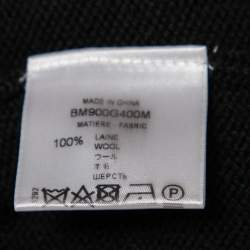 MADE IN CHINA
BM900G400M
MATIERE - FABRIC
100% LAINE
WOOL
ウール
羊毛
ШЕРСТЬ
P